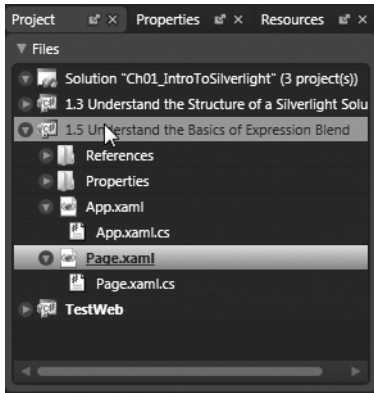 Project Properties Resources
Files
Solution "Ch01_IntroToSilverlight" (3 project(s))
1.3 Understand the Structure of a Silverlight Solu
1.5 Understand the Basics of Expression Blend
References
Properties
App.xaml
App.xaml.cs
Page.xaml
Page.xaml.cs
TestWeb